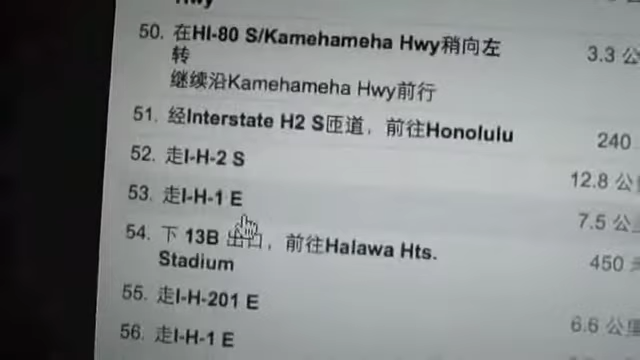 Hwy
50. 在HI-80 S/Kamehameha Hwy稍向左 3.3 公
转
继续沿Kamehameha Hwy前行
51. 经Interstate H2 S匝道，前往Honolulu 240
52. 走I-H-2 S 12.8 公里
53. 走I-H-1 E 7.5 公
54. 下 13B 出口，前往Halawa Hts. 450
Stadium
55. 走I-H-201 E 6.6 公里
56. 走I-H-1 E